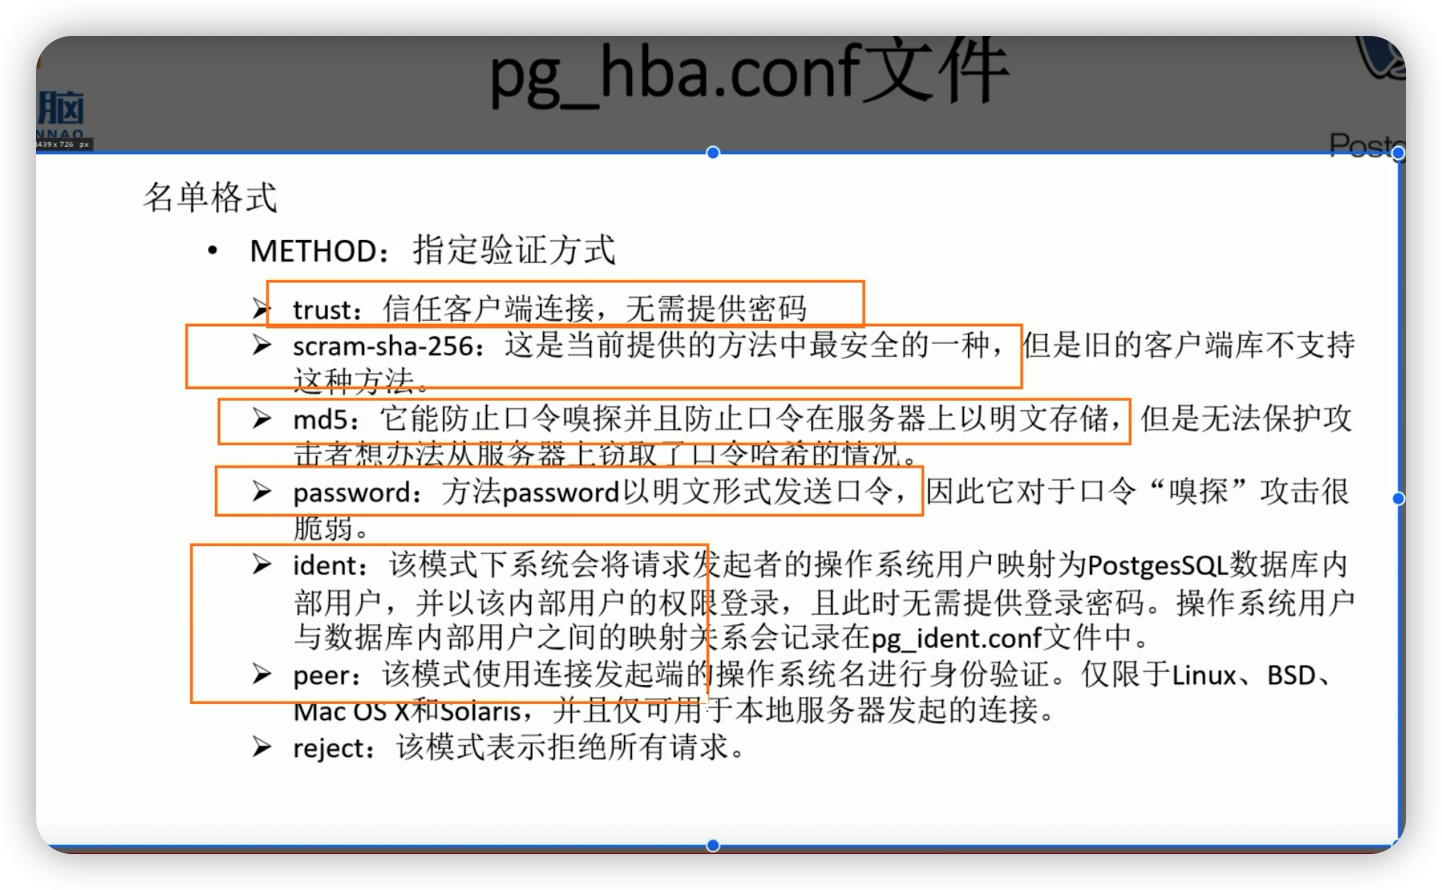 pg_hba.conf文件
脑
NNAO
1439 x 726 px
Postg
名单格式
• METHOD：指定验证方式
➢ trust：信任客户端连接，无需提供密码
➢ scram-sha-256：这是当前提供的方法中最安全的一种，但是旧的客户端库不支持
这种方法。
➢ md5：它能防止口令嗅探并且防止口令在服务器上以明文存储，但是无法保护攻
击者想办法从服务器上窃取了口令哈希的情况。
➢ password：方法password以明文形式发送口令，因此它对于口令“嗅探”攻击很
脆弱。
➢ ident：该模式下系统会将请求发起者的操作系统用户映射为PostgesSQL数据库内
部用户，并以该内部用户的权限登录，且此时无需提供登录密码。操作系统用户
与数据库内部用户之间的映射关系会记录在pg_ident.conf文件中。
➢ peer：该模式使用连接发起端的操作系统名进行身份验证。仅限于Linux、BSD、
Mac OS X和Solaris，并且仅可用于本地服务器发起的连接。
➢ reject：该模式表示拒绝所有请求。